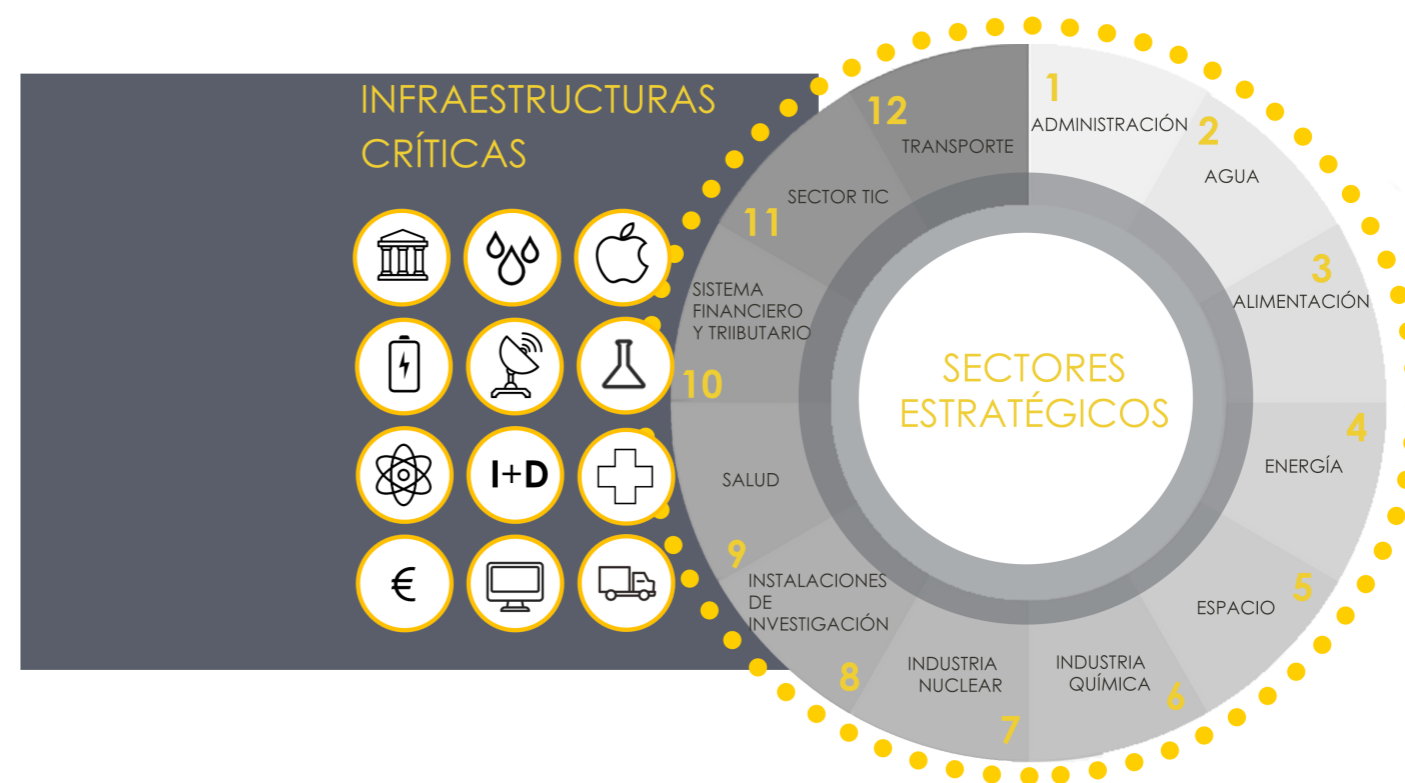 INFRAESTRUCTURAS
CRÍTICAS
I+D
€
SECTORES
ESTRATÉGICOS
1
ADMINISTRACIÓN
2
AGUA
3
ALIMENTACIÓN
4
ENERGÍA
5
ESPACIO
6
INDUSTRIA
QUÍMICA
7
INDUSTRIA
NUCLEAR
8
INSTALACIONES
DE
INVESTIGACIÓN
9
SALUD
10
SISTEMA
FINANCIERO
Y TRIIBUTARIO
11
SECTOR TIC
12
TRANSPORTE